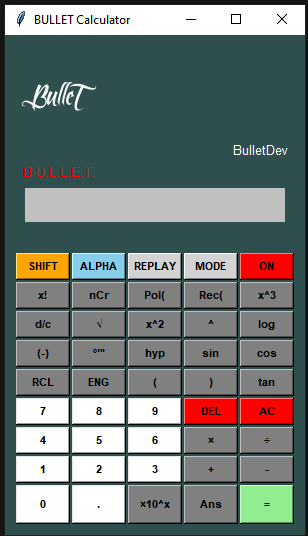 BULLET Calculator
BulleT
BulletDev
B.U.L.L.E.T.
SHIFT ALPHA REPLAY MODE ON
x! nCr Pol( Rec( x^3
d/c √ x^2 ^ log
(-) °'" hyp sin cos
RCL ENG ( ) tan
7 8 9 DEL AC
4 5 6 × ÷
1 2 3 + -
0 . ×10^x Ans =